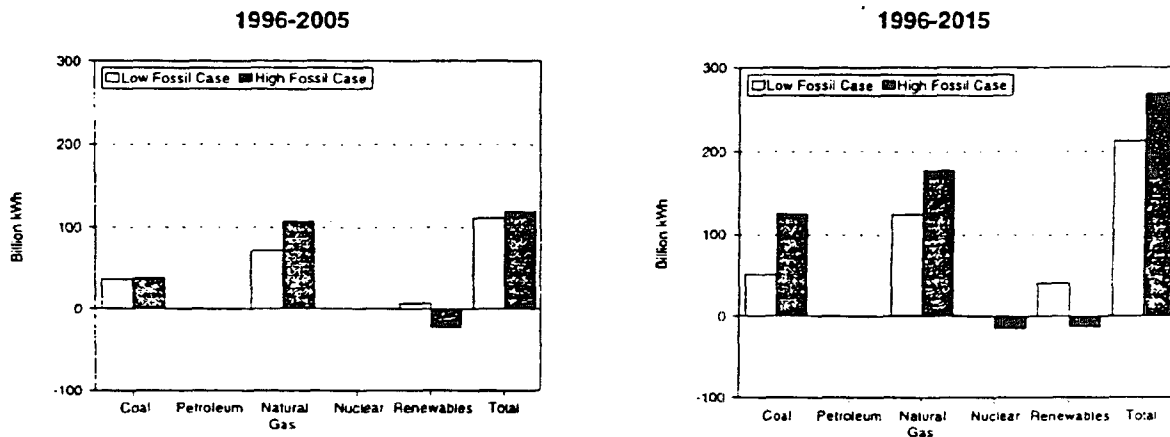 1996-2005
300
Low Fossil Case High Fossil Case
200
100
0
-100
Billion kWh
Coal Petroleum Natural Gas Nuclear Renewables Total
1996-2015
300
Low Fossil Case High Fossil Case
200
100
0
-100
Billion kWh
Coal Petroleum Natural Gas Nuclear Renewables Total